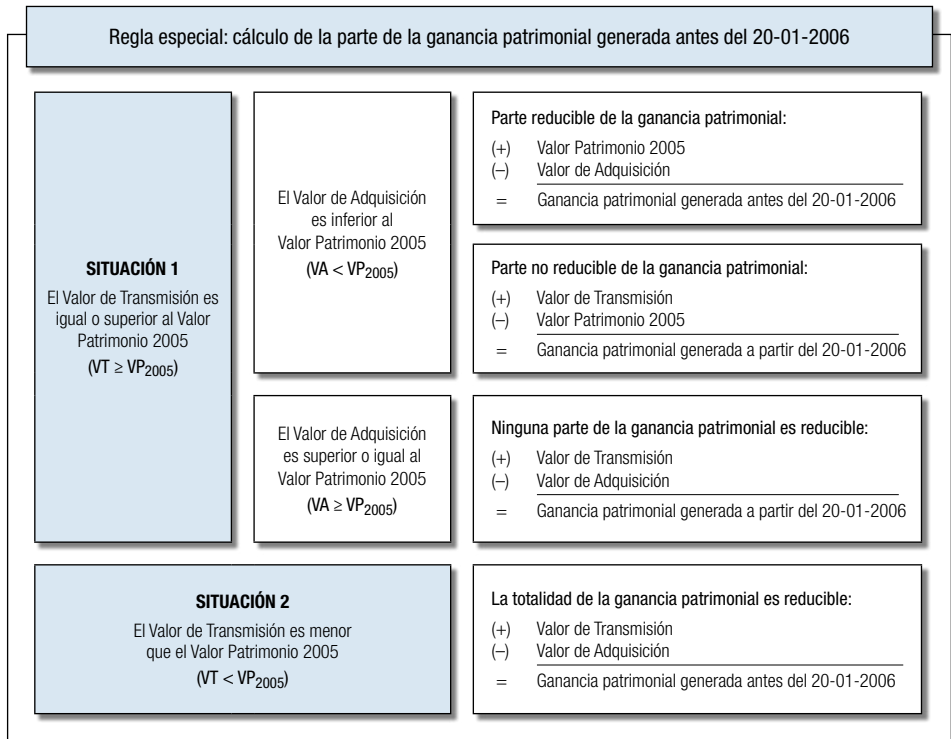 Regla especial: cálculo de la parte de la ganancia patrimonial generada antes del 20-01-2006
SITUACIÓN 1
El Valor de Transmisión es
igual o superior al Valor
Patrimonio 2005
(VT ≥ VP2005)
El Valor de Adquisición
es inferior al
Valor Patrimonio 2005
(VA < VP2005)
Parte reducible de la ganancia patrimonial:
(+) Valor Patrimonio 2005
(–) Valor de Adquisición
= Ganancia patrimonial generada antes del 20-01-2006
Parte no reducible de la ganancia patrimonial:
(+) Valor de Transmisión
(–) Valor Patrimonio 2005
= Ganancia patrimonial generada a partir del 20-01-2006
El Valor de Adquisición
es superior o igual al
Valor Patrimonio 2005
(VA ≥ VP2005)
Ninguna parte de la ganancia patrimonial es reducible:
(+) Valor de Transmisión
(–) Valor de Adquisición
= Ganancia patrimonial generada a partir del 20-01-2006
SITUACIÓN 2
El Valor de Transmisión es menor
que el Valor Patrimonio 2005
(VT < VP2005)
La totalidad de la ganancia patrimonial es reducible:
(+) Valor de Transmisión
(–) Valor de Adquisición
= Ganancia patrimonial generada antes del 20-01-2006